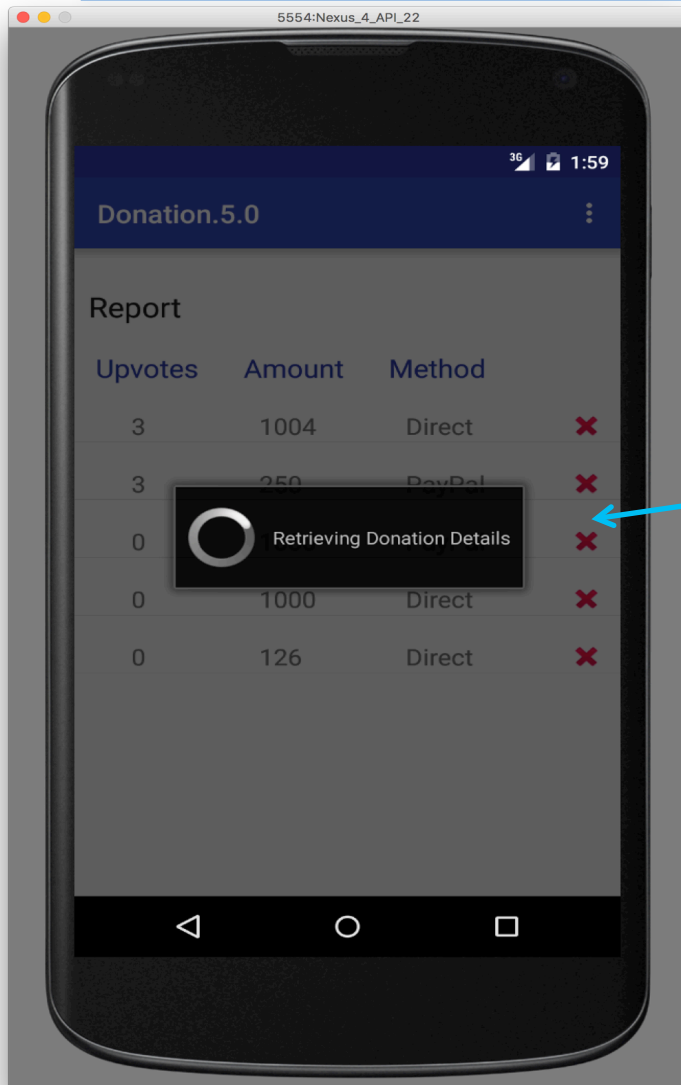 5554:Nexus_4_API_22
3G 1:59
Donation.5.0
Report
Upvotes Amount Method
3 1004 Direct
3 250 PayPal
0
Retrieving Donation Details
0 1000 Direct
0 126 Direct